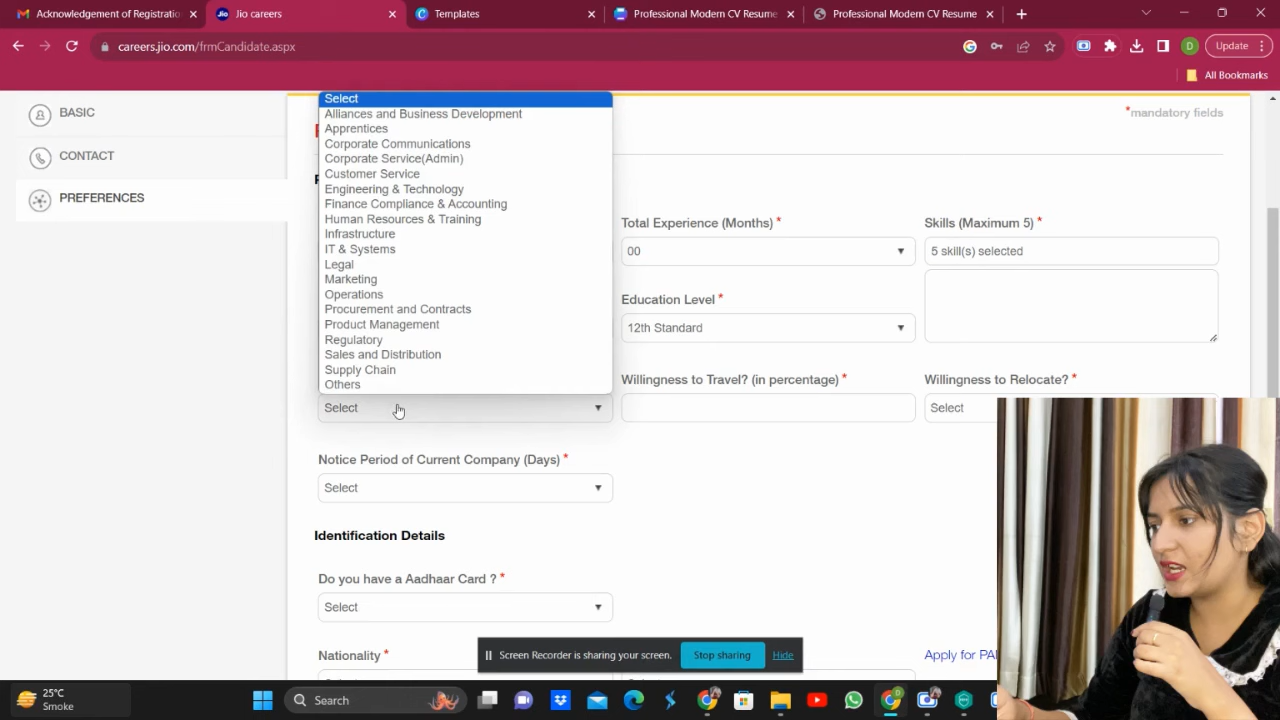 Acknowledgement of Registration
Jio careers
Templates
Professional Modern CV Resume
Professional Modern CV Resume
careers.jio.com/frmCandidate.aspx
Update
All Bookmarks
BASIC
CONTACT
PREFERENCES
*mandatory fields
Select
Alliances and Business Development
Apprentices
Corporate Communications
Corporate Service(Admin)
Customer Service
Engineering & Technology
Finance Compliance & Accounting
Human Resources & Training
Infrastructure
IT & Systems
Legal
Marketing
Operations
Procurement and Contracts
Product Management
Regulatory
Sales and Distribution
Supply Chain
Others
Total Experience (Months) *
Skills (Maximum 5) *
00
5 skill(s) selected
Education Level *
12th Standard
Willingness to Travel? (in percentage) *
Willingness to Relocate? *
Select
Select
Notice Period of Current Company (Days) *
Select
Identification Details
Do you have a Aadhaar Card ? *
Select
Nationality *
Apply for PA
Screen Recorder is sharing your screen.
Stop sharing
Hide
25°C
Smoke
Search